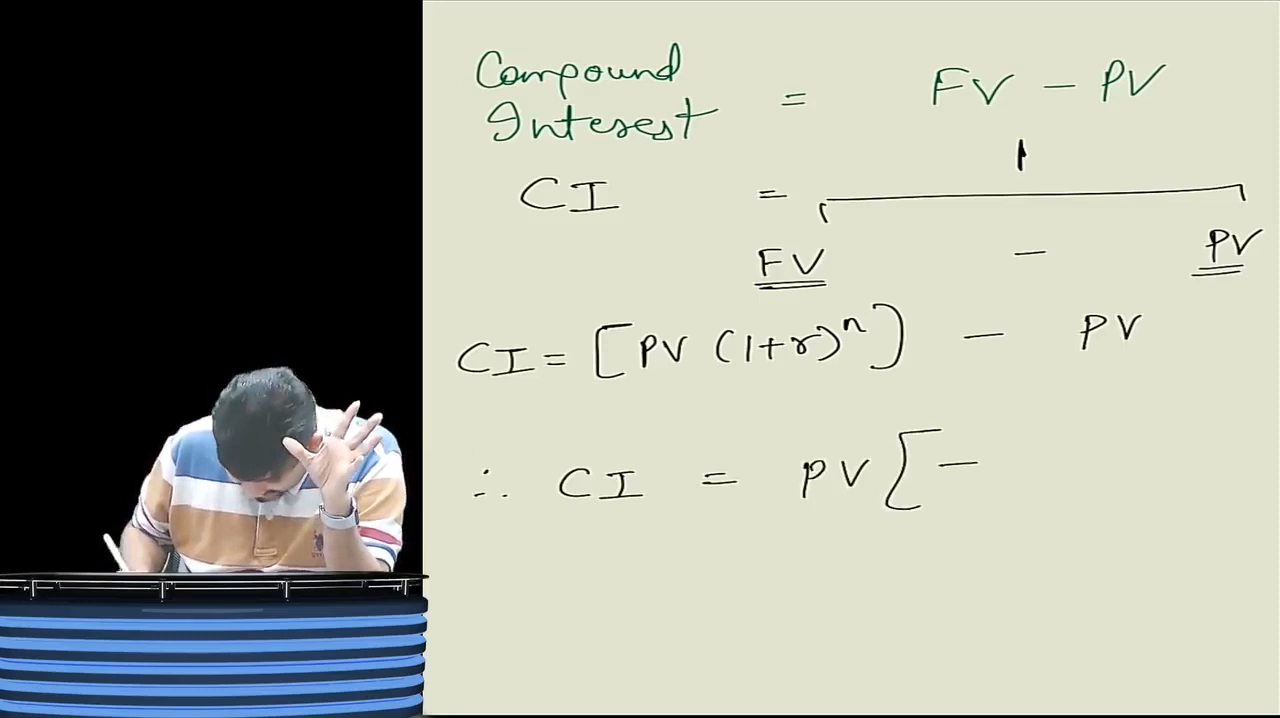 Compound
Interest = FV - PV
CI =
FV - PV
CI = [PV (1+r)ⁿ] - PV
∴ CI = PV [ -